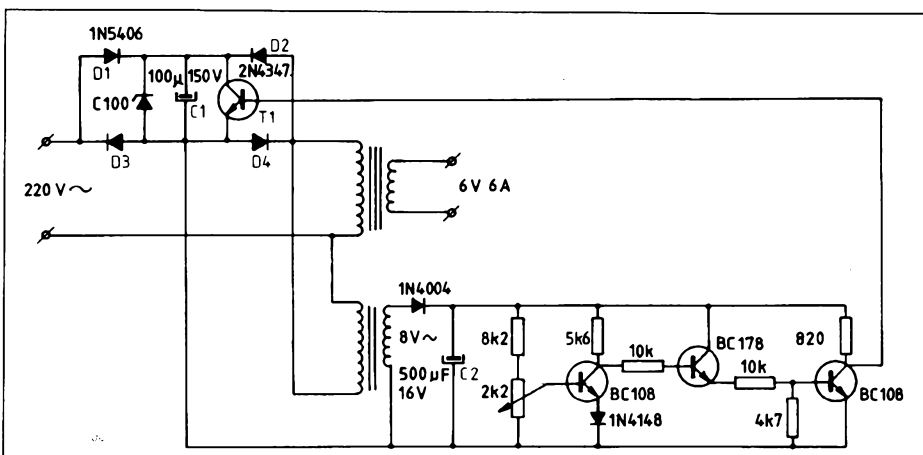 1N5406
D2
D1
100µ 150V
2N4347
C100
C1
T1
D3
D4
220 V ~
6V 6A
1N4004
8V~
500µF
16V
C2
8k2
5k6
10k
BC178
820
10k
2k2
BC108
BC108
1N4148
4k7